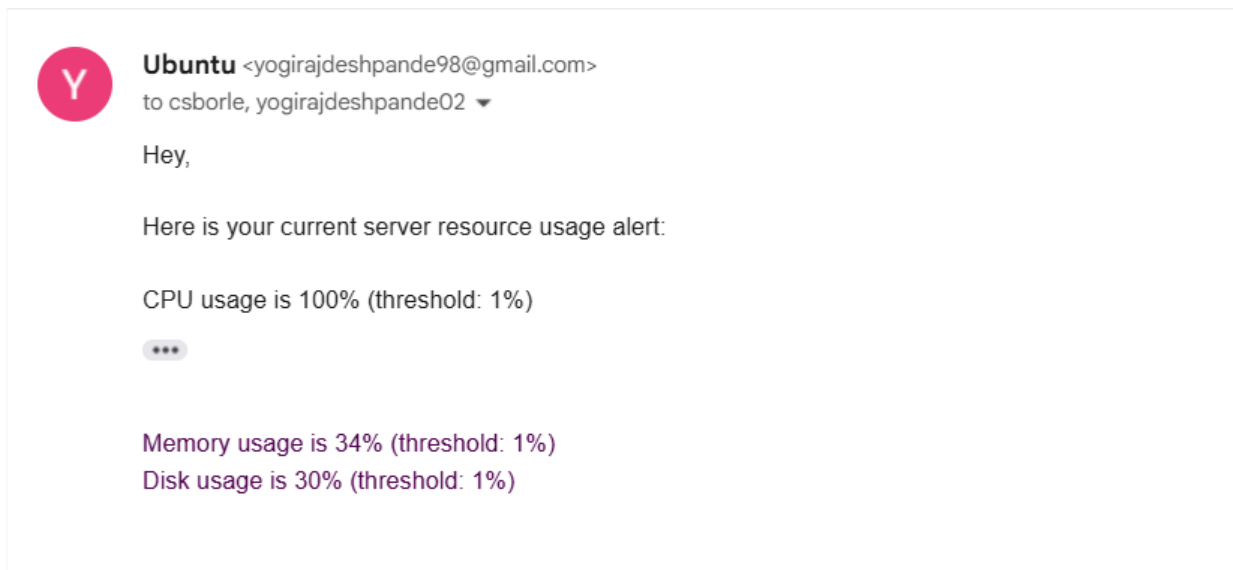 Y
Ubuntu <yogirajdeshpande98@gmail.com>
to csborle, yogirajdeshpande02
Hey,
Here is your current server resource usage alert:
CPU usage is 100% (threshold: 1%)
Memory usage is 34% (threshold: 1%)
Disk usage is 30% (threshold: 1%)